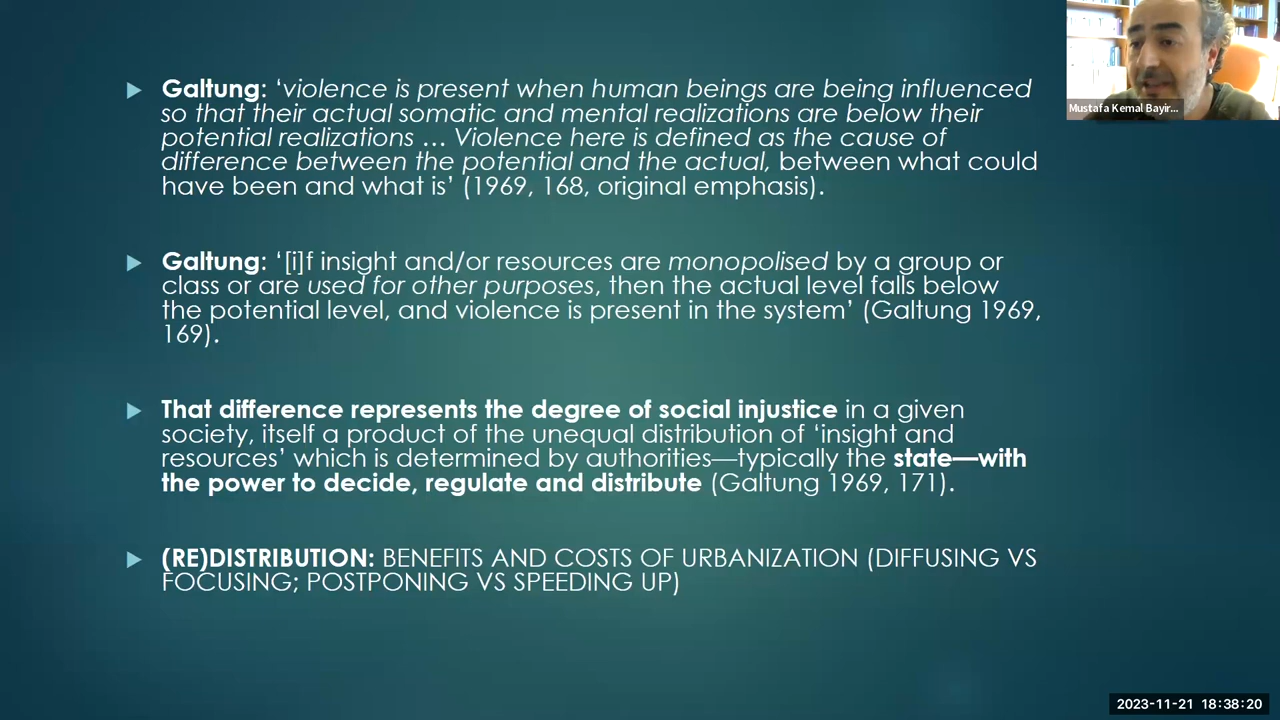 Galtung: ‘violence is present when human beings are being influenced
so that their actual somatic and mental realizations are below their
potential realizations … Violence here is defined as the cause of
difference between the potential and the actual, between what could
have been and what is’ (1969, 168, original emphasis).
Galtung: ‘[i]f insight and/or resources are monopolised by a group or
class or are used for other purposes, then the actual level falls below
the potential level, and violence is present in the system’ (Galtung 1969,
169).
That difference represents the degree of social injustice in a given
society, itself a product of the unequal distribution of ‘insight and
resources’ which is determined by authorities—typically the state—with
the power to decide, regulate and distribute (Galtung 1969, 171).
(RE)DISTRIBUTION: BENEFITS AND COSTS OF URBANIZATION (DIFFUSING VS
FOCUSING; POSTPONING VS SPEEDING UP)
Mustafa Kemal Bayir...
2023-11-21 18:38:20